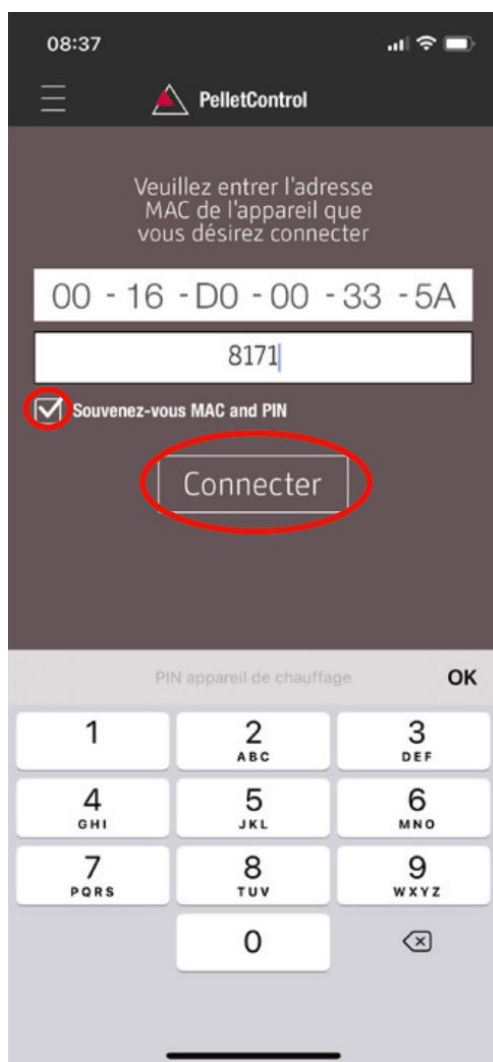 08:37
PelletControl
Veuillez entrer l'adresse
MAC de l'appareil que
vous désirez connecter
00 - 16 - D0 - 00 - 33 - 5A
8171
Souvenez-vous MAC and PIN
Connecter
PIN appareil de chauffage OK
1 2 3
ABC DEF
4 5 6
GHI JKL MNO
7 8 9
PQRS TUV WXYZ
0